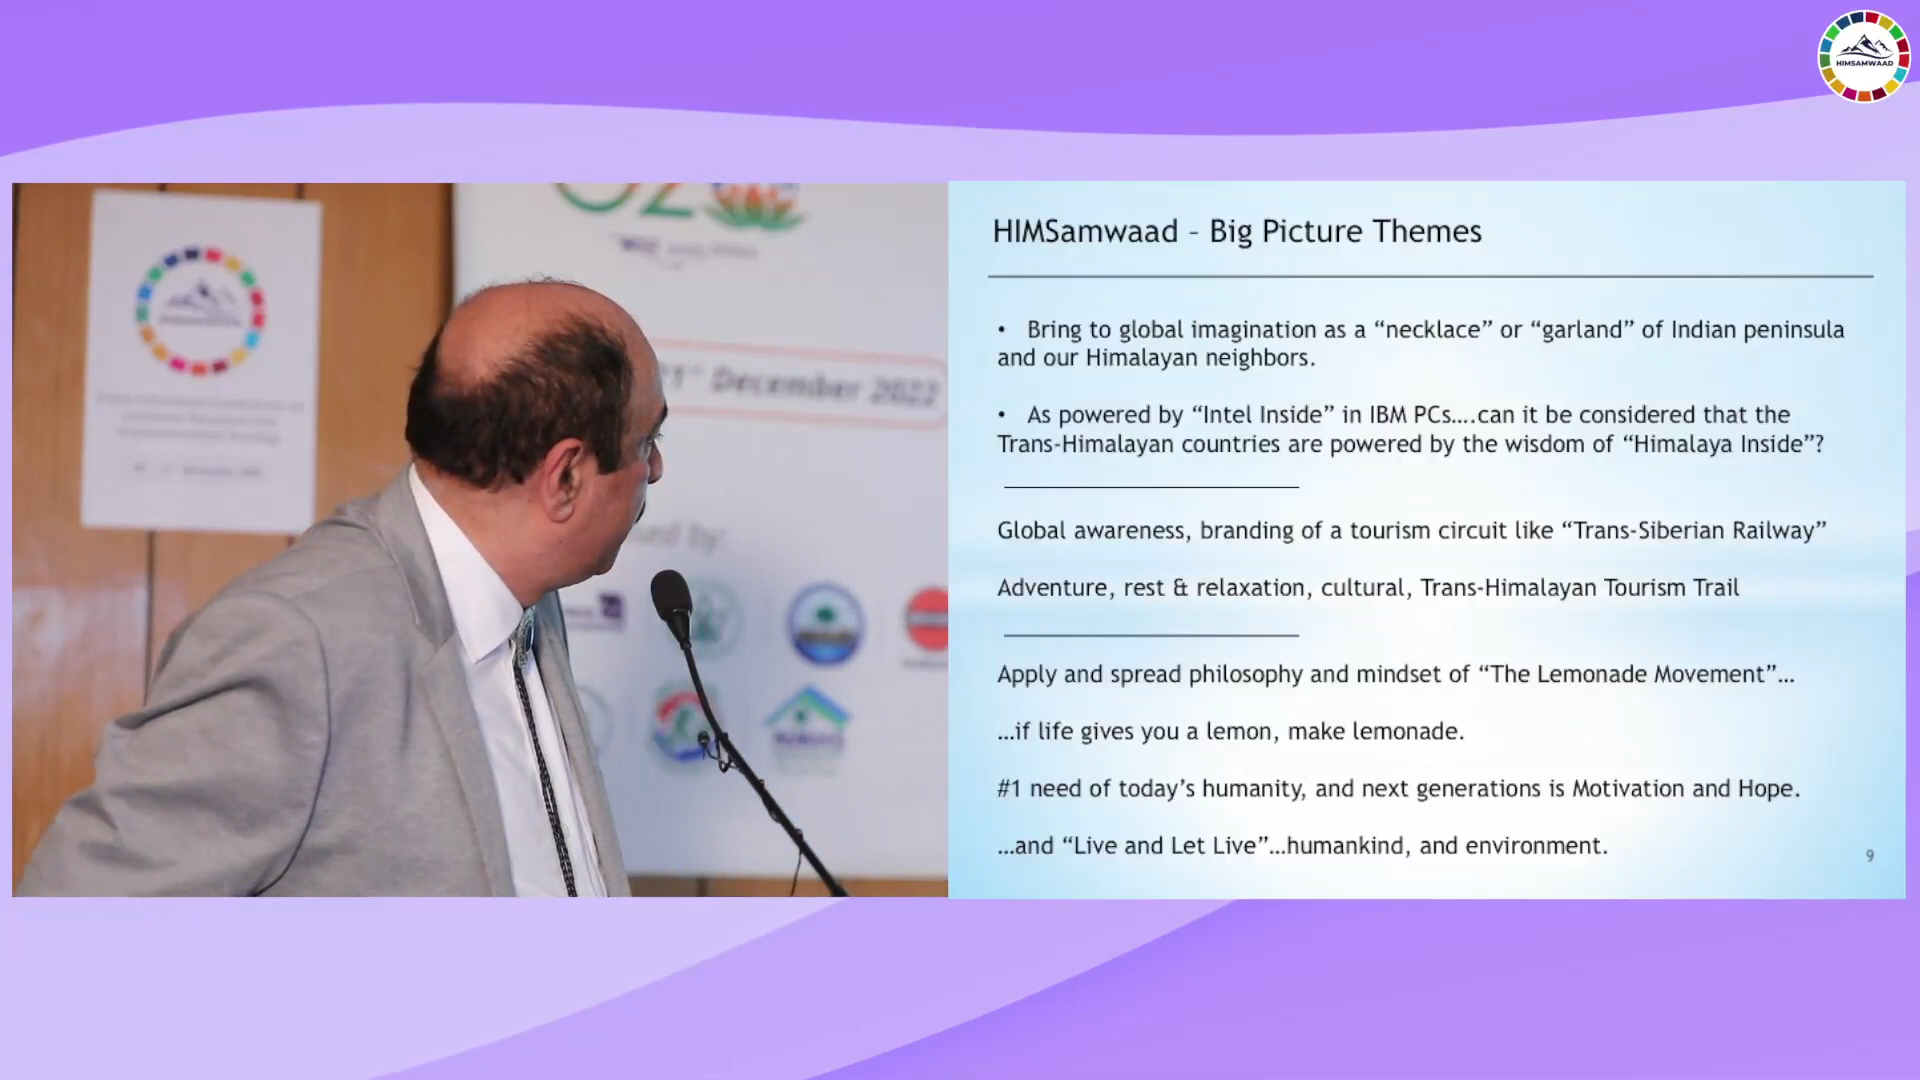 HIMSAMWAAD
December 2022
HIMSamwaad - Big Picture Themes
• Bring to global imagination as a “necklace” or “garland” of Indian peninsula
and our Himalayan neighbors.
• As powered by “Intel Inside” in IBM PCs....can it be considered that the
Trans-Himalayan countries are powered by the wisdom of “Himalaya Inside”?
Global awareness, branding of a tourism circuit like “Trans-Siberian Railway”
Adventure, rest & relaxation, cultural, Trans-Himalayan Tourism Trail
Apply and spread philosophy and mindset of “The Lemonade Movement”…
…if life gives you a lemon, make lemonade.
#1 need of today’s humanity, and next generations is Motivation and Hope.
…and “Live and Let Live”…humankind, and environment.
9